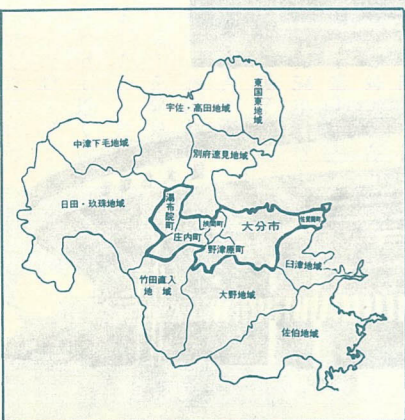 東国東地域
宇佐・高田地域
中津下毛地域
別府速見地域
日田・玖珠地域
湯布院町
挾間町
大分市
佐賀関町
庄内町
野津原町
臼津地域
竹田直入
地域
大野地域
佐伯地域